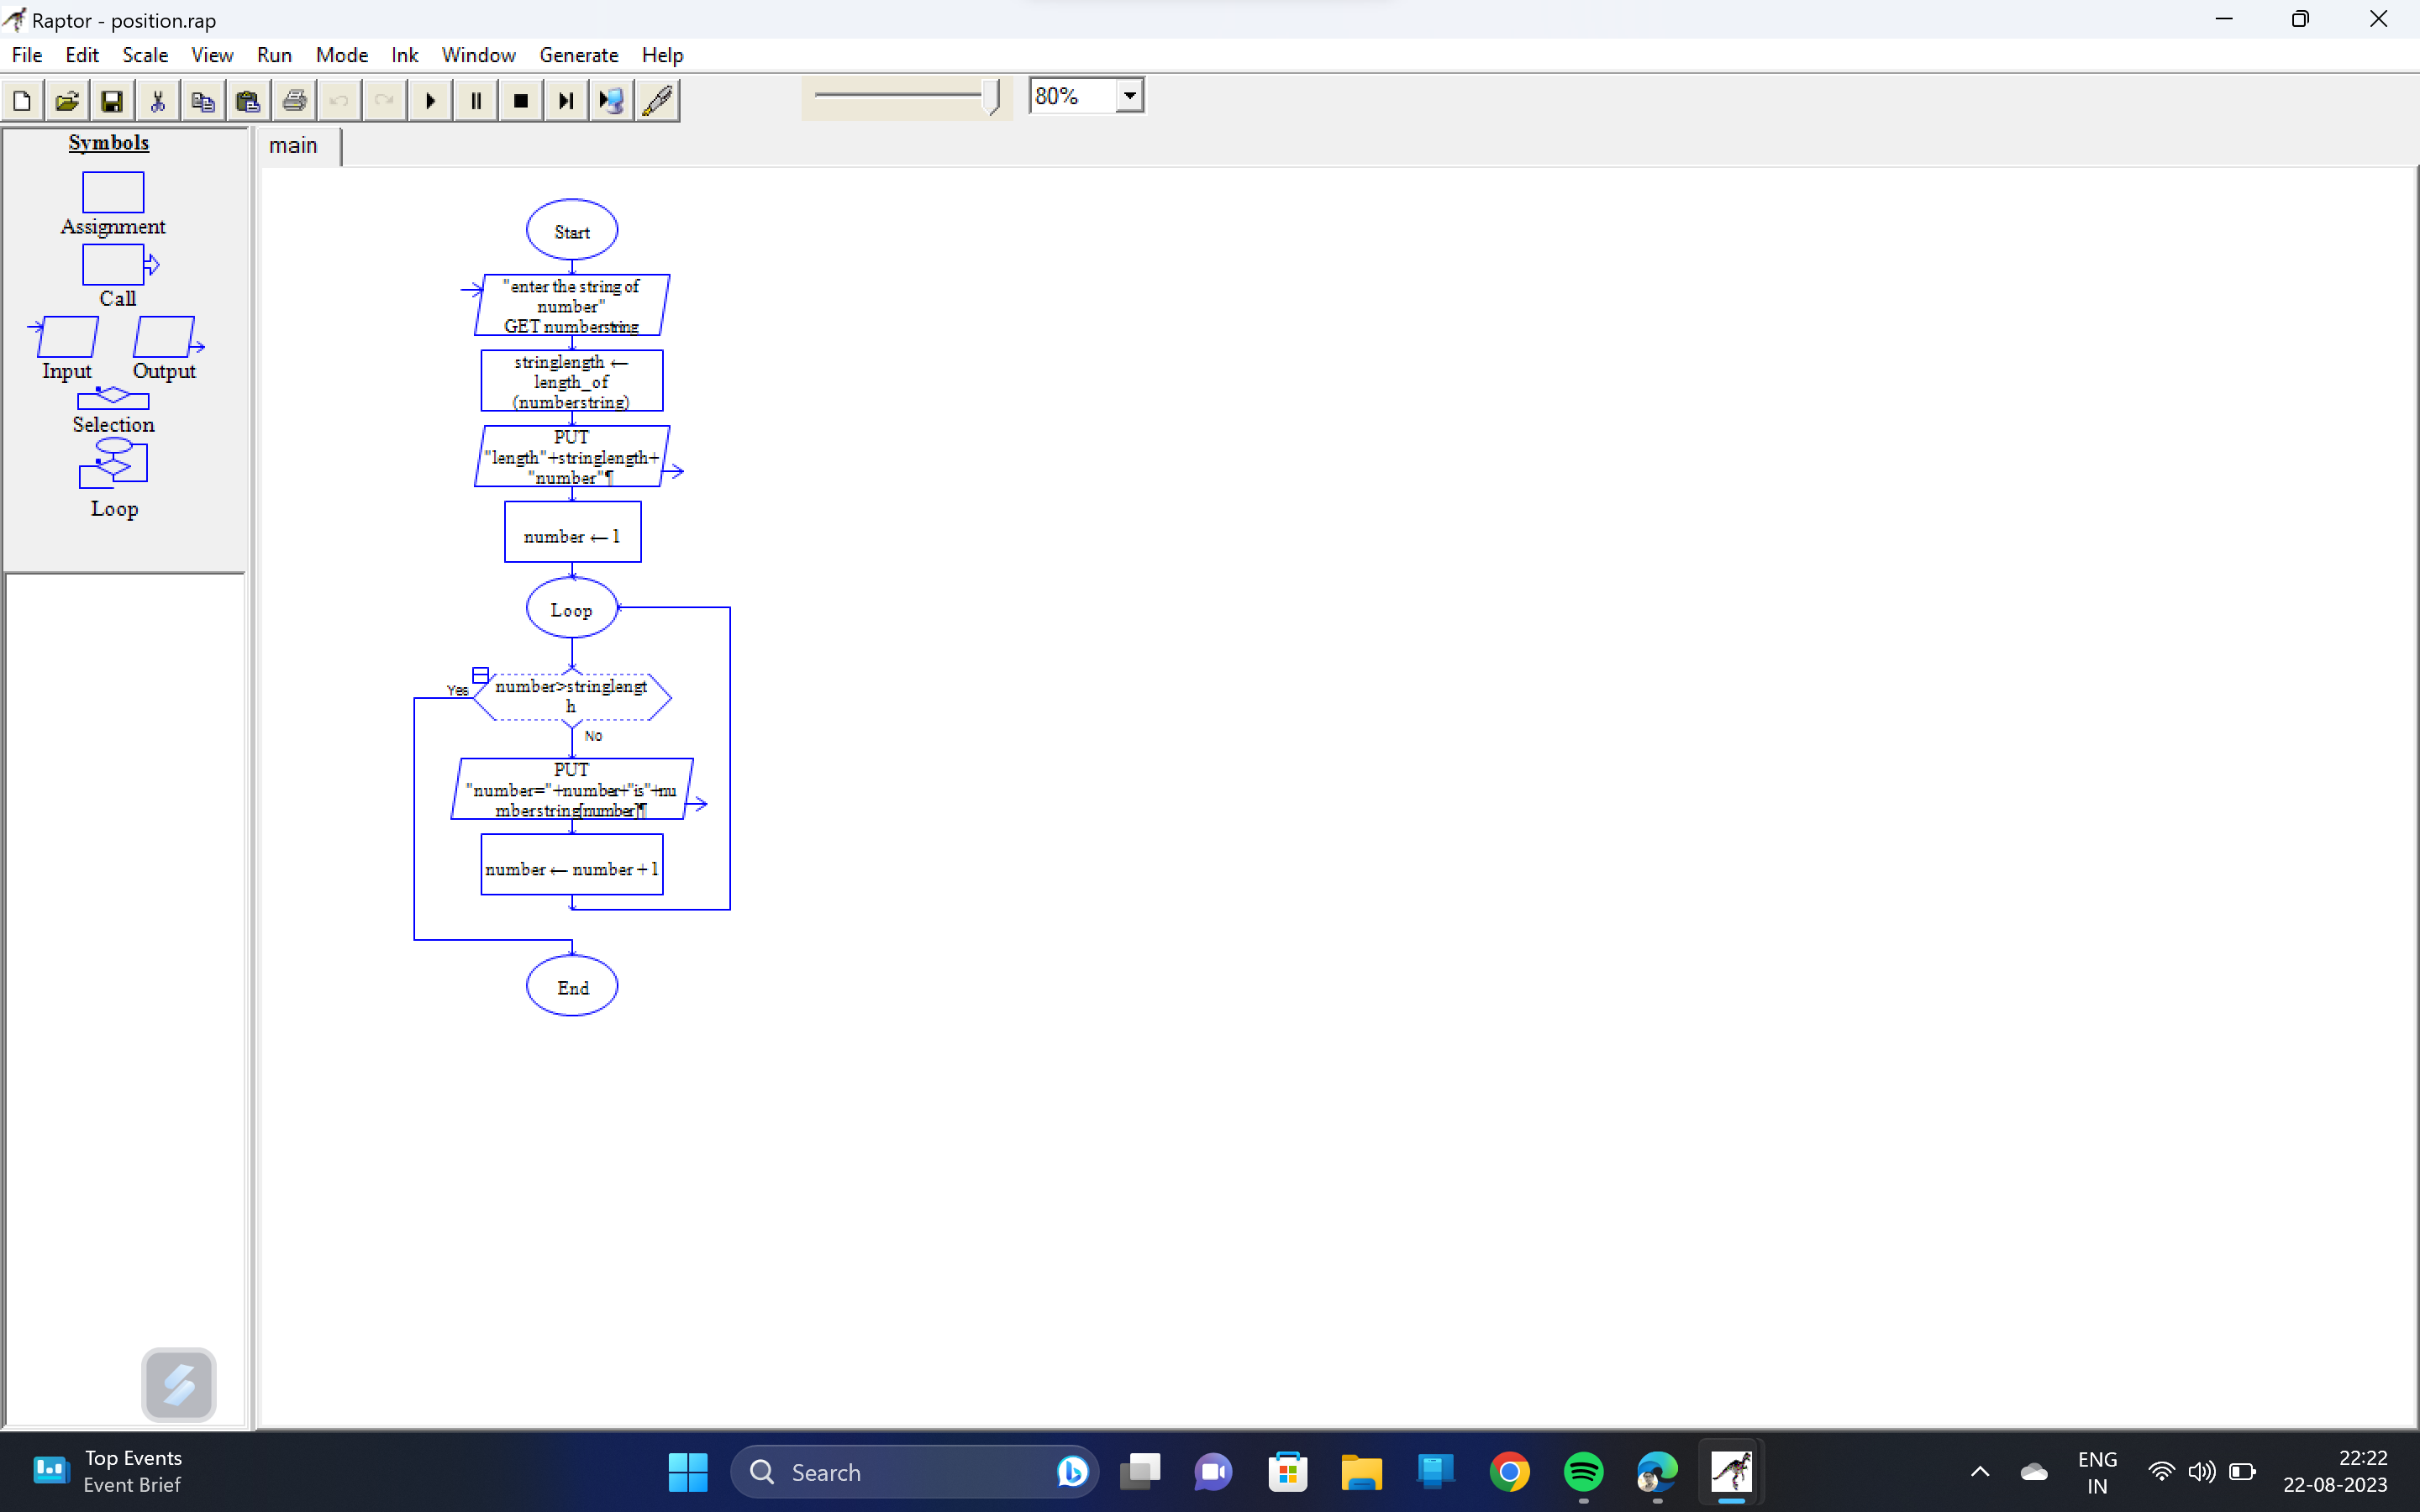 Raptor - position.rap
File Edit Scale View Run Mode Ink Window Generate Help
80%
Symbols
Assignment
Call
Input Output
Selection
Loop
main
Start
"enter the string of
number"
GET numberstring
stringlength ←
length_of
(numberstring)
PUT
"length"+stringlength+
"number"¶
number ← 1
Loop
number>stringlengt
h
Yes
No
PUT
"number="+number+"is"+nu
mberstring[number]¶
number ← number + 1
End
Top Events
Event Brief
Search
ENG
IN
22:22
22-08-2023